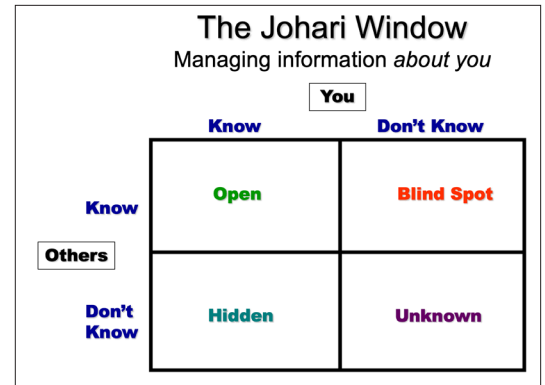 The Johari Window
Managing information about you
You
Know Don't Know
Know Open Blind Spot
Others
Don't
Know Hidden Unknown